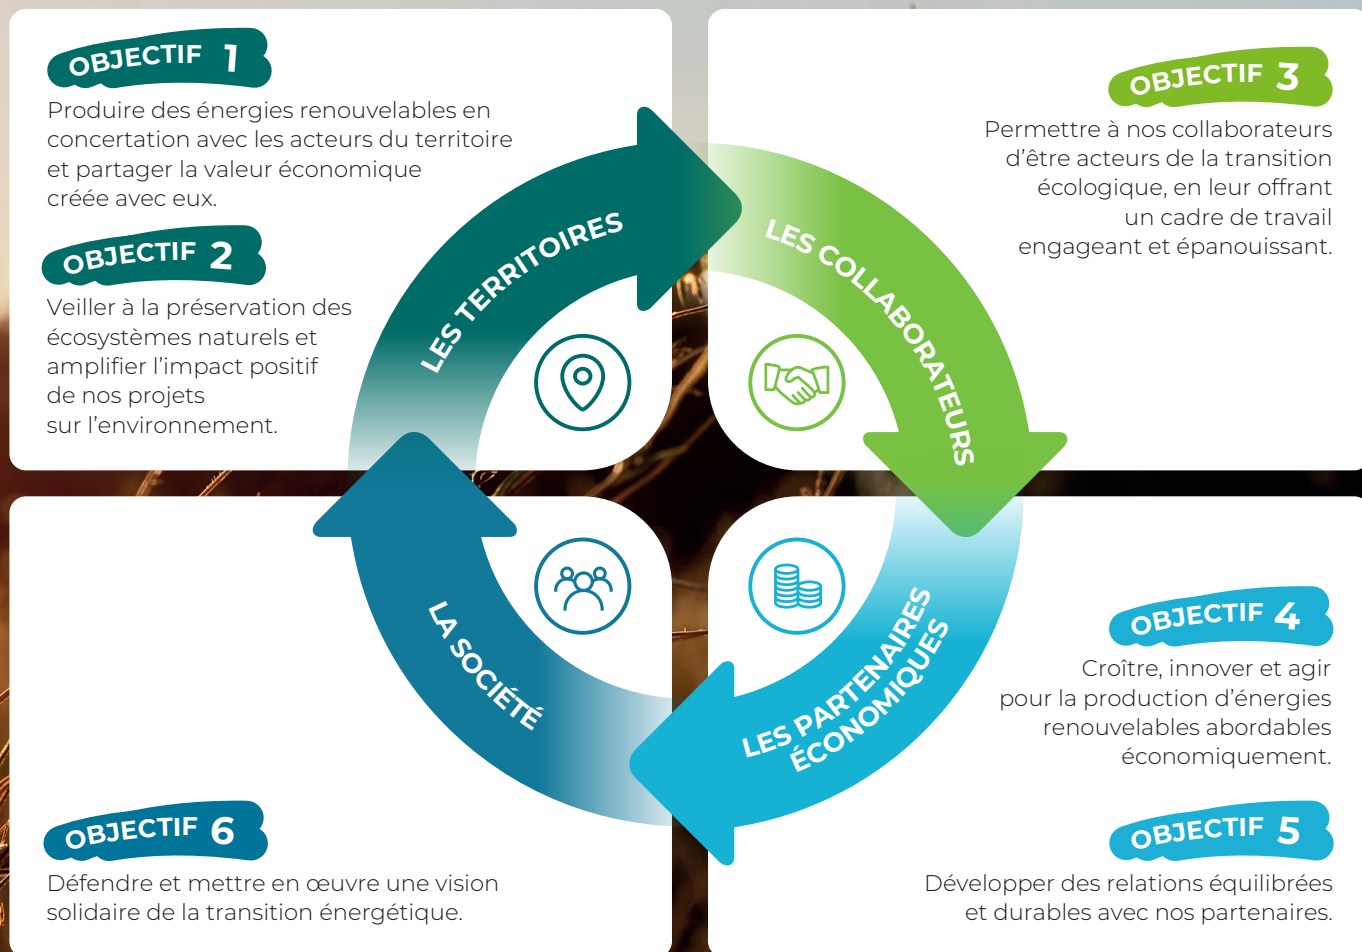 OBJECTIF 1
Produire des énergies renouvelables en
concertation avec les acteurs du territoire
et partager la valeur économique
créée avec eux.
OBJECTIF 2
Veiller à la préservation des
écosystèmes naturels et
amplifier l’impact positif
de nos projets
sur l’environnement.
LES TERRITOIRES
OBJECTIF 3
Permettre à nos collaborateurs
d’être acteurs de la transition
écologique, en leur offrant
un cadre de travail
engageant et épanouissant.
LES COLLABORATEURS
LES PARTENAIRES
ÉCONOMIQUES
OBJECTIF 4
Croître, innover et agir
pour la production d’énergies
renouvelables abordables
économiquement.
OBJECTIF 5
Développer des relations équilibrées
et durables avec nos partenaires.
LA SOCIÉTÉ
OBJECTIF 6
Défendre et mettre en œuvre une vision
solidaire de la transition énergétique.